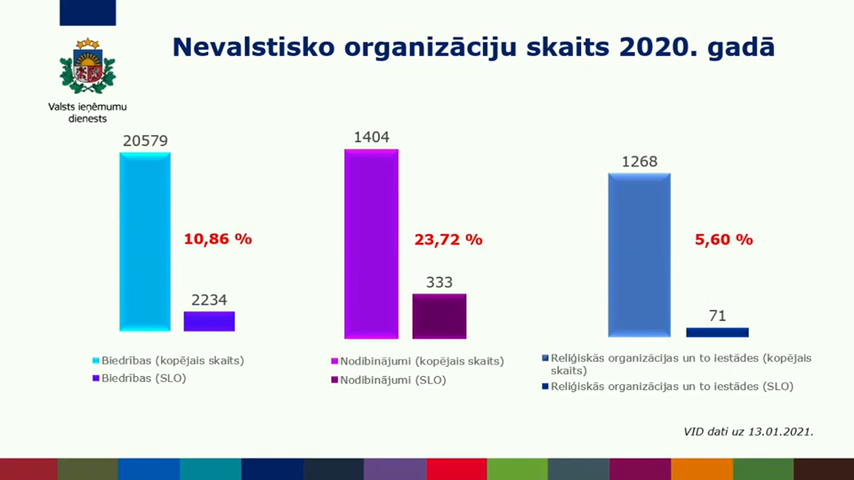 Nevalstisko organizāciju skaits 2020. gadā
Valsts ieņēmumu
dienests
20579
10,86 %
2234
Biedrības (kopējais skaits)
Biedrības (SLO)
1404
23,72 %
333
Nodibinājumi (kopējais skaits)
Nodibinājumi (SLO)
1268
5,60 %
71
Reliģiskās organizācijas un to iestādes (kopējais
skaits)
Reliģiskās organizācijas un to iestādes (SLO)
VID dati uz 13.01.2021.